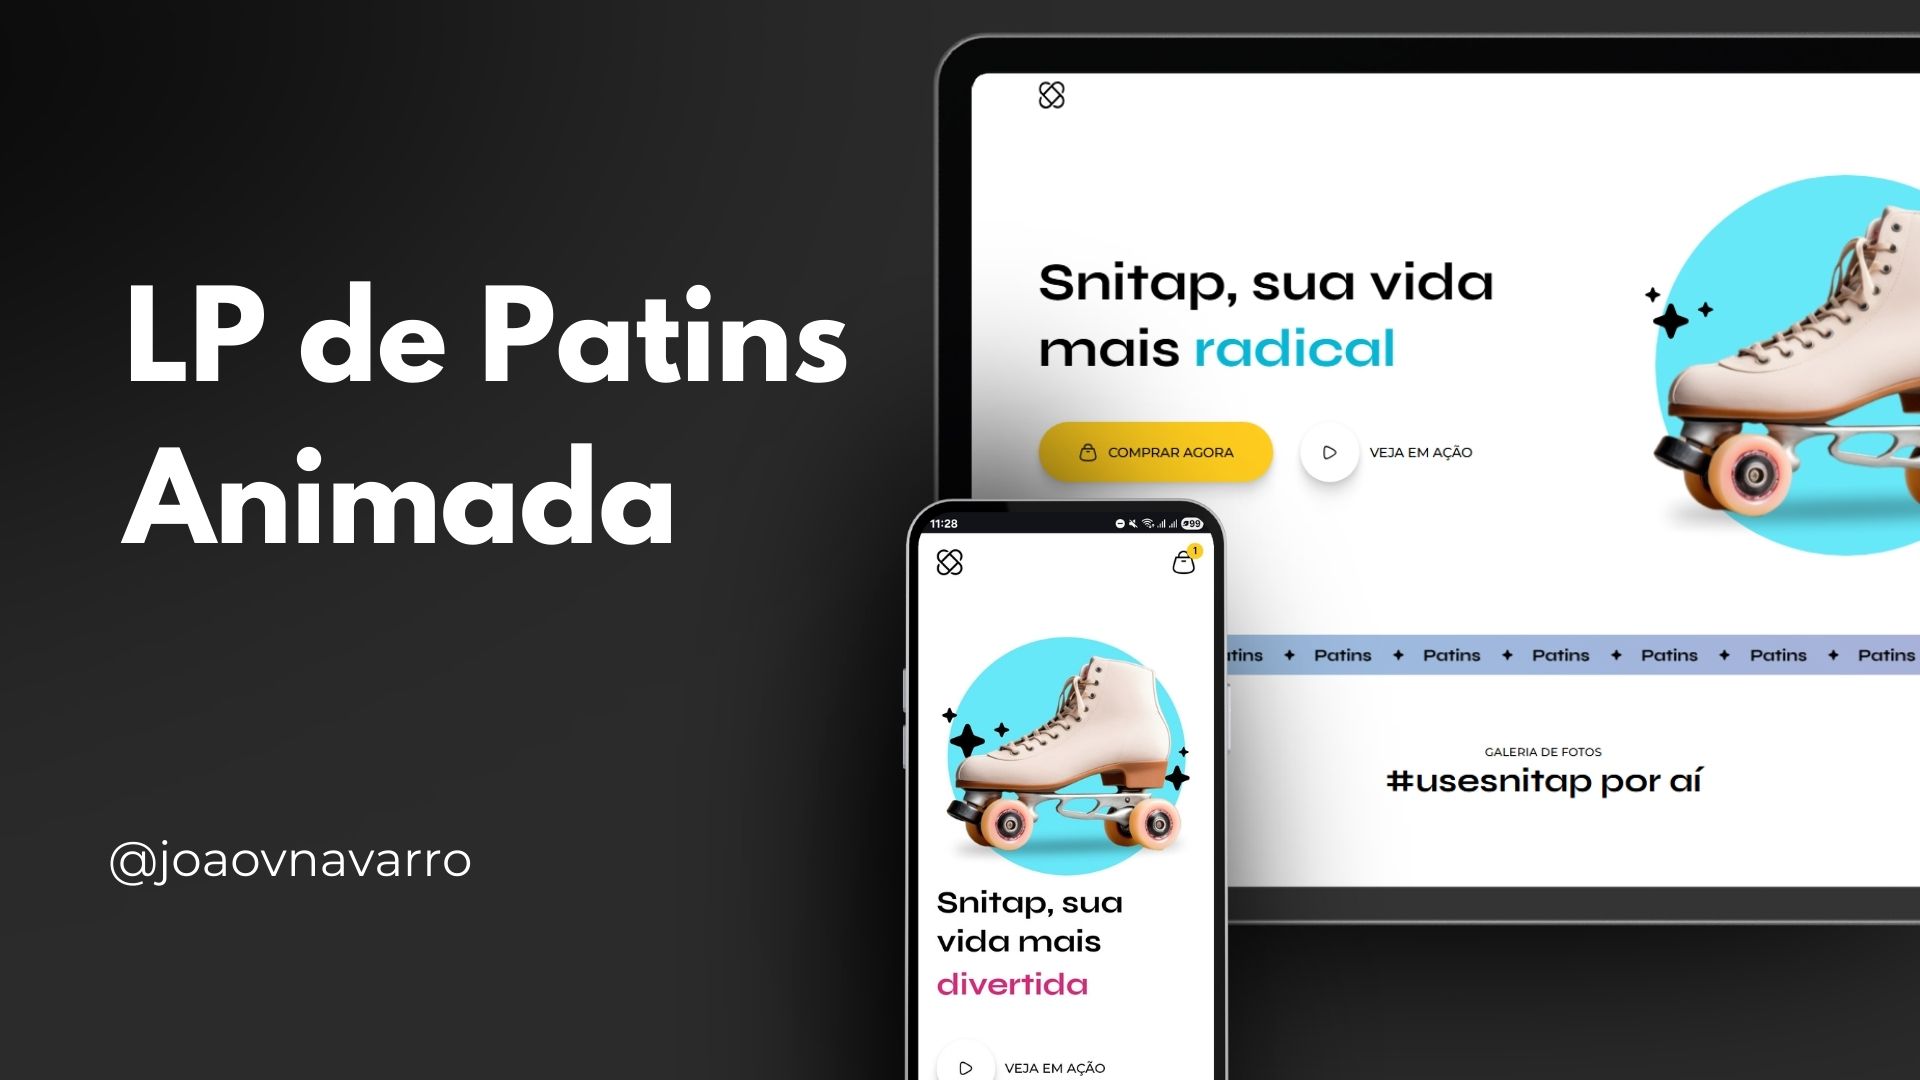 LP de Patins
Animada
@joaovnavarro
Snitap, sua vida
mais radical
COMPRAR AGORA
VEJA EM AÇÃO
Patins Patins Patins Patins Patins Patins
GALERIA DE FOTOS
#usesnitap por aí
11:28
99
1
Snitap, sua
vida mais
divertida
VEJA EM AÇÃO